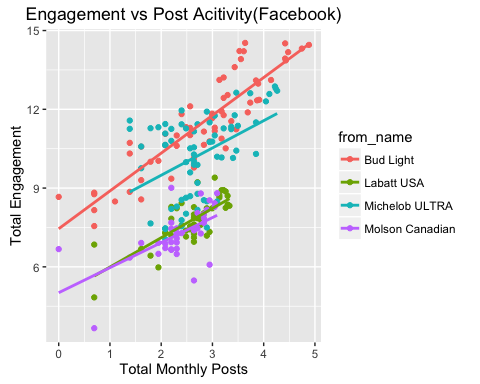 Engagement vs Post Acitivity(Facebook)
Total Engagement
15
12
9
6
0
1
2
3
4
5
Total Monthly Posts
from_name
Bud Light
Labatt USA
Michelob ULTRA
Molson Canadian